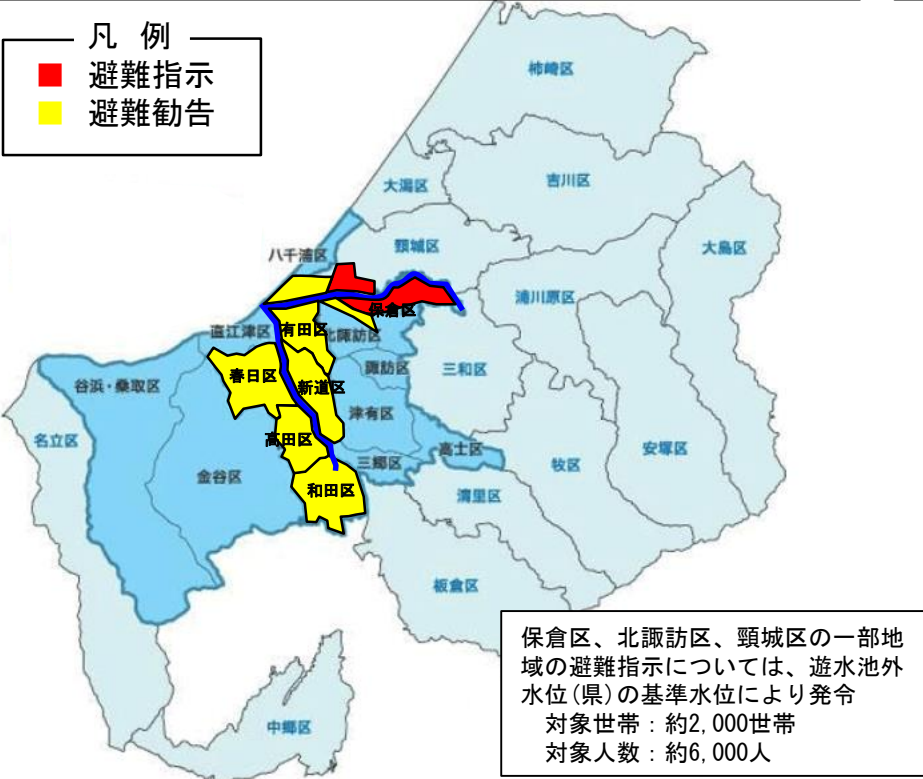 凡 例
避難指示
避難勧告
柿崎区
大潟区
吉川区
大島区
八千浦区
頸城区
浦川原区
保倉区
直江津区
有田区
北諏訪区
諏訪区
三和区
春日区
新道区
谷浜・桑取区
津有区
名立区
高田区
高士区
安塚区
金谷区
三郷区
牧区
和田区
清里区
板倉区
中郷区
保倉区、北諏訪区、頸城区の一部地
域の避難指示については、遊水池外
水位(県)の基準水位により発令
対象世帯：約2,000世帯
対象人数：約6,000人